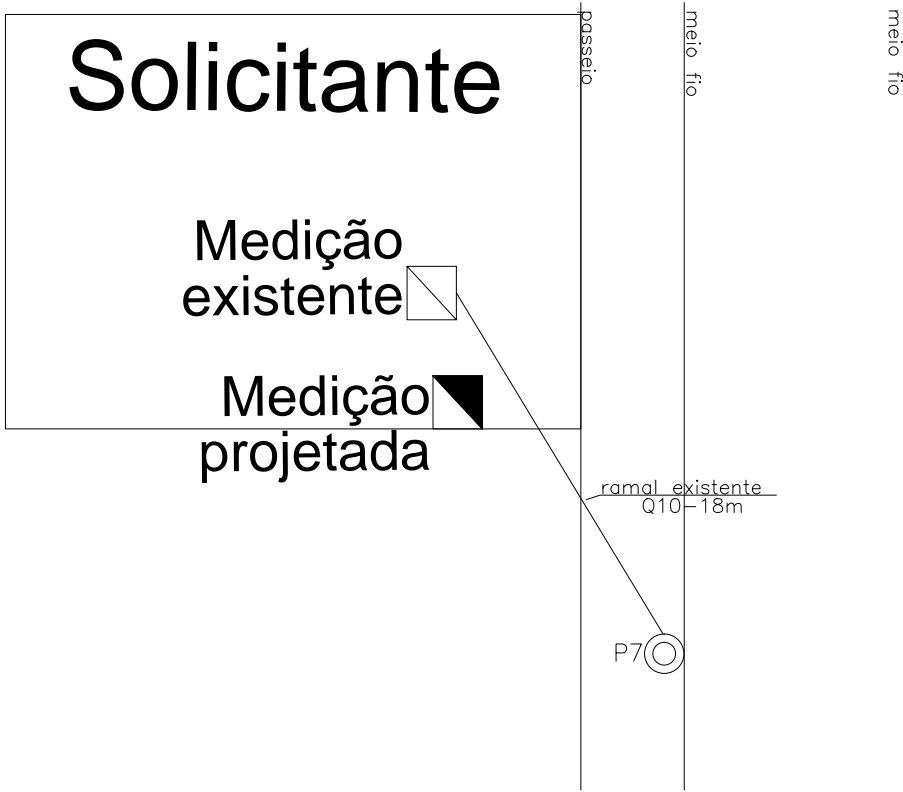 Solicitante
passeio
meio fio
meio fio
Medição
existente
Medição
projetada
ramal existente
Q10-18m
P7